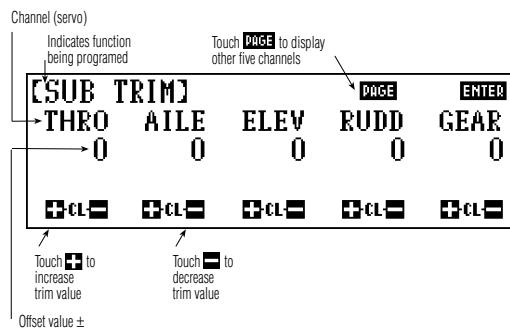 Channel (servo)
Indicates function
being programed
Touch PAGE to display
other five channels
[SUB TRIM] PAGE ENTER
THRO AILE ELEV RUDD GEAR
0 0 0 0 0
+CL- +CL- +CL- +CL- +CL-
Touch + to
increase
trim value
Touch - to
decrease
trim value
Offset value ±